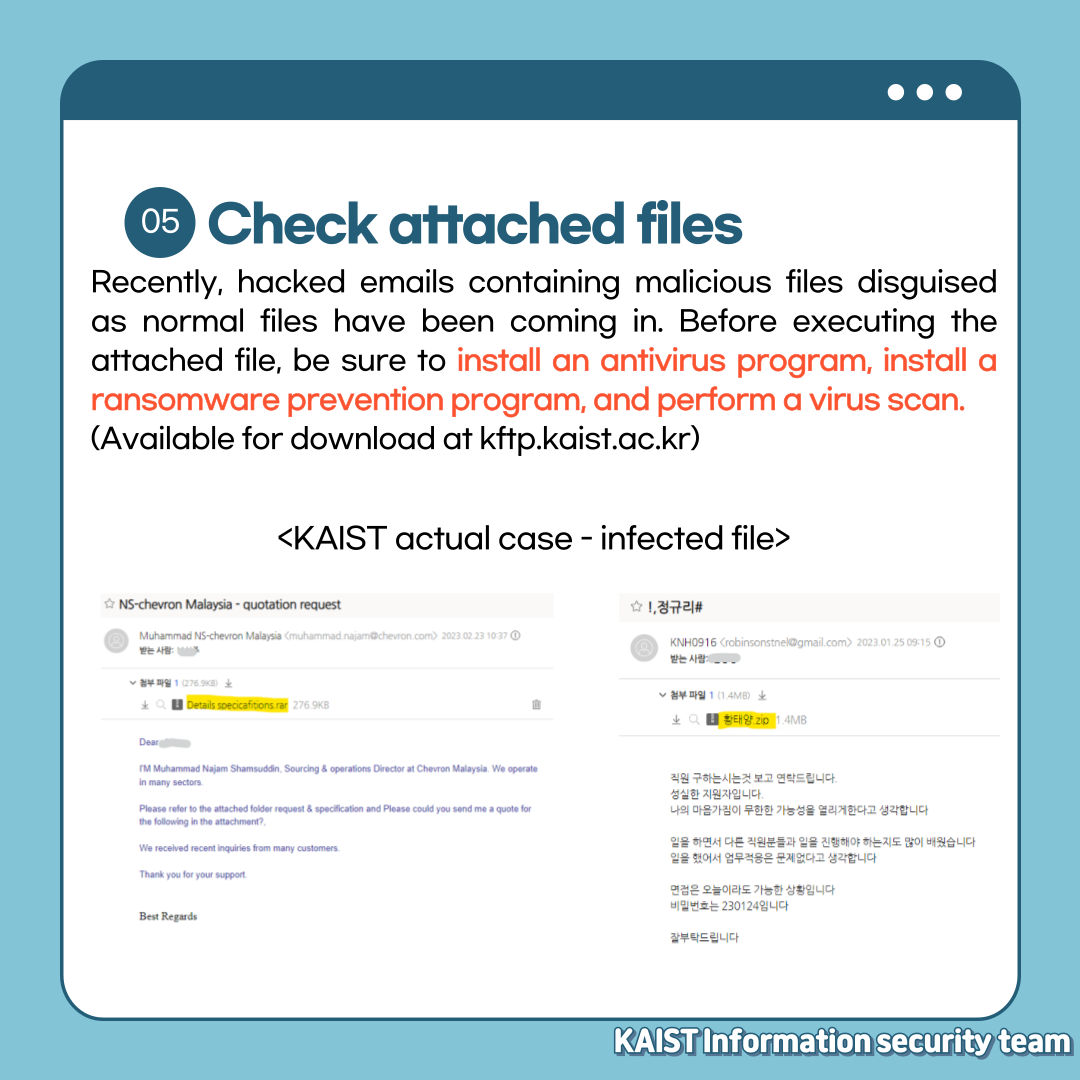 05 Check attached files
Recently, hacked emails containing malicious files disguised
as normal files have been coming in. Before executing the
attached file, be sure to install an antivirus program, install a
ransomware prevention program, and perform a virus scan.
(Available for download at kftp.kaist.ac.kr)
<KAIST actual case - infected file>
NS-chevron Malaysia - quotation request
Muhammad NS-chevron Malaysia <muhammad.najam@chevron.com> 2023.02.23 10:37
받는 사람:
첨부 파일 1 (276.9KB)
Details specicafitions.rar 276.9KB
Dear
I'M Muhammad Najam Shamsuddin, Sourcing & operations Director at Chevron Malaysia. We operate
in many sectors.
Please refer to the attached folder request & specification and Please could you send me a quote for
the following in the attachment?,
We received recent inquiries from many customers.
Thank you for your support.
Best Regards
!,정규리#
KNH0916 <robinsonstnel@gmail.com> 2023.01.25 09:15
받는 사람:
첨부 파일 1 (1.4MB)
황태양.zip 1.4MB
직원 구하는시는것 보고 연락드립니다.
성실한 지원자입니다.
나의 마음가짐이 무한한 가능성을 열리게한다고 생각합니다
일을 하면서 다른 직원분들과 일을 진행해야 하는지도 많이 배웠습니다
일을 했어서 업무적응은 문제없다고 생각합니다
면접은 오늘이라도 가능한 상황입니다
비밀번호는 230124입니다
잘부탁드립니다
KAIST Information security team